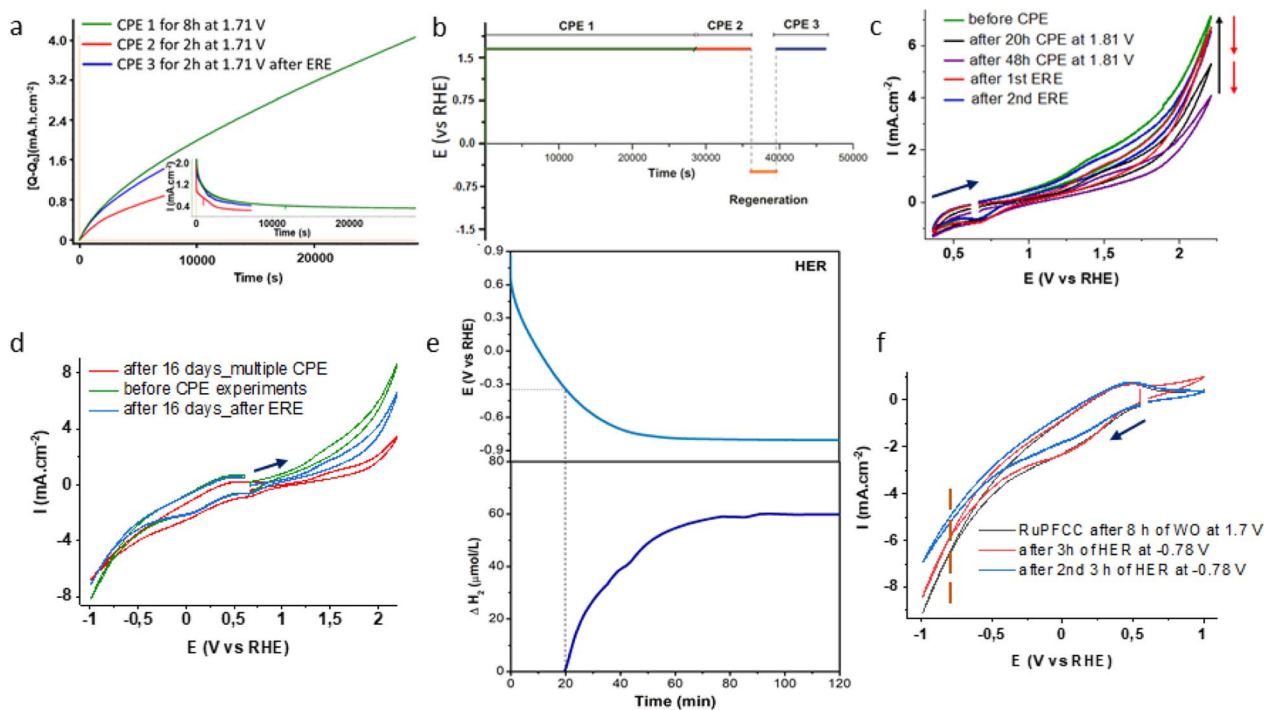 a
CPE 1 for 8h at 1.71 V
CPE 2 for 2h at 1.71 V
CPE 3 for 2h at 1.71 V after ERE
[Q-Q0](mA.h.cm-2)
4.0
3.2
2.4
1.6
0.8
0
0
10000
20000
Time (s)
I (mA.cm-2)
2.0
1.2
0.4
0
10000
20000
Time (s)
b
CPE 1
CPE 2
CPE 3
E (vs RHE)
1.5
0.75
0.0
-0.75
-1.5
10000
20000
30000
40000
50000
Time (s)
Regeneration
c
before CPE
after 20h CPE at 1.81 V
after 48h CPE at 1.81 V
after 1st ERE
after 2nd ERE
I (mA.cm-2)
6
4
2
0
0,5
1
1,5
2
E (V vs RHE)
d
after 16 days_multiple CPE
before CPE experiments
after 16 days_after ERE
I (mA.cm-2)
8
4
0
-4
-8
-1
-0,5
0
0,5
1
1,5
2
E (V vs RHE)
e
HER
E (V vs RHE)
0.9
0.6
0.3
0.0
-0.3
-0.6
-0.9
Δ H2 (μmol/L)
80
60
40
20
0
0
20
40
60
80
100
120
Time (min)
f
I (mA.cm-2)
0
-2
-4
-6
-8
RuPFCC after 8 h of WO at 1.7 V
after 3h of HER at -0.78 V
after 2nd 3 h of HER at -0.78 V
-1
-0,5
0
0,5
1
E (V vs RHE)